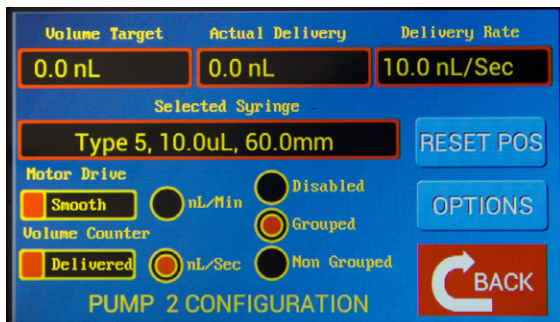 Volume Target Actual Delivery Delivery Rate
0.0 nL 0.0 nL 10.0 nL/Sec
Selected Syringe
Type 5, 10.0uL, 60.0mm RESET POS
Motor Drive
Disabled
Smooth nL/Min
OPTIONS
Grouped
Volume Counter
Delivered nL/Sec Non Grouped
BACK
PUMP 2 CONFIGURATION